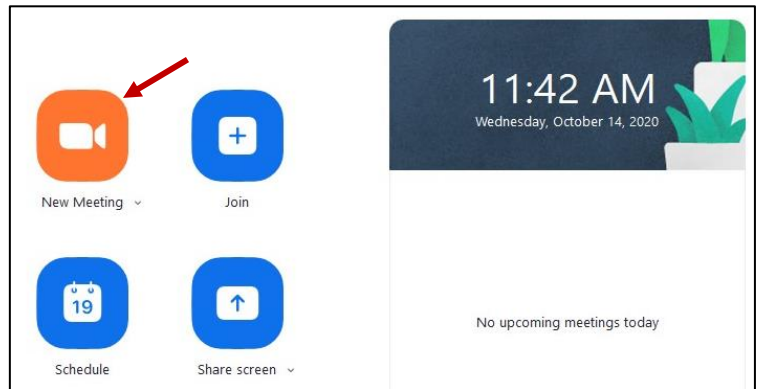 11:42 AM
Wednesday, October 14, 2020
New Meeting
Join
19
Schedule
Share screen
No upcoming meetings today